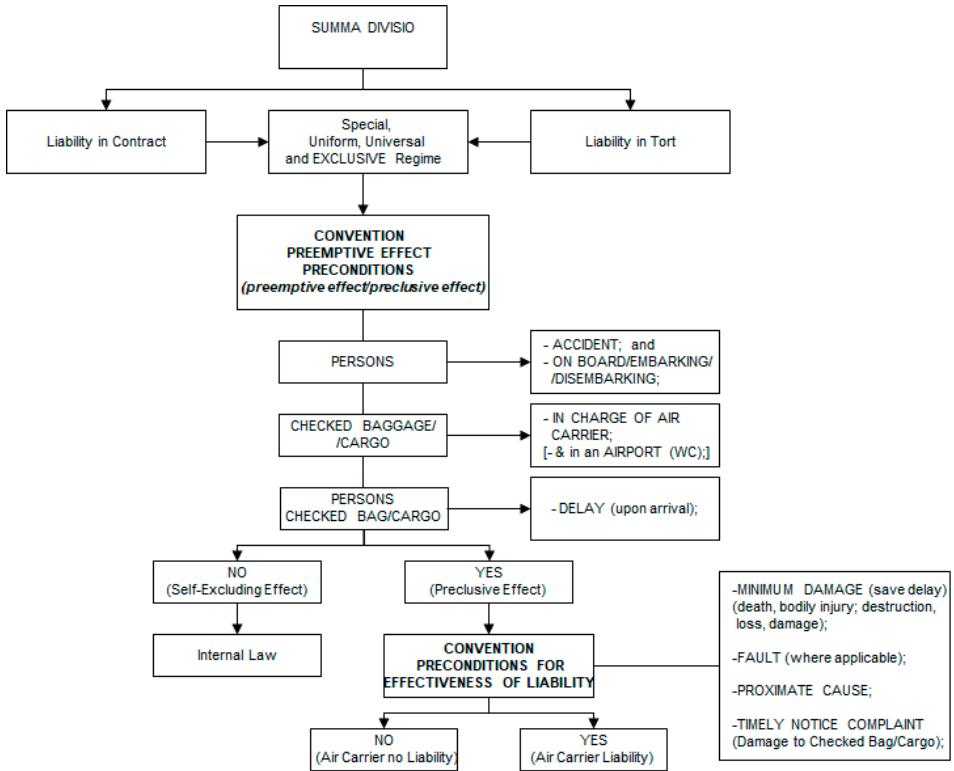 SUMMA DIVISIO
Liability in Contract
Special,
Uniform, Universal
and EXCLUSIVE Regime
Liability in Tort
CONVENTION
PREEMPTIVE EFFECT
PRECONDITIONS
(preemptive effect/preclusive effect)
PERSONS
- ACCIDENT; and
- ON BOARD/EMBARKING/
/DISEMBARKING;
CHECKED BAGGAGE/
/CARGO
- IN CHARGE OF AIR
CARRIER;
[- & in an AIRPORT (WC);]
PERSONS
CHECKED BAG/CARGO
- DELAY (upon arrival);
NO
(Self-Excluding Effect)
YES
(Preclusive Effect)
Internal Law
CONVENTION
PRECONDITIONS FOR
EFFECTIVENESS OF LIABILITY
-MINIMUM DAMAGE (save delay)
(death, bodily injury; destruction,
loss, damage);
-FAULT (where applicable);
-PROXIMATE CAUSE;
-TIMELY NOTICE COMPLAINT
(Damage to Checked Bag/Cargo);
NO
(Air Carrier no Liability)
YES
(Air Carrier Liability)